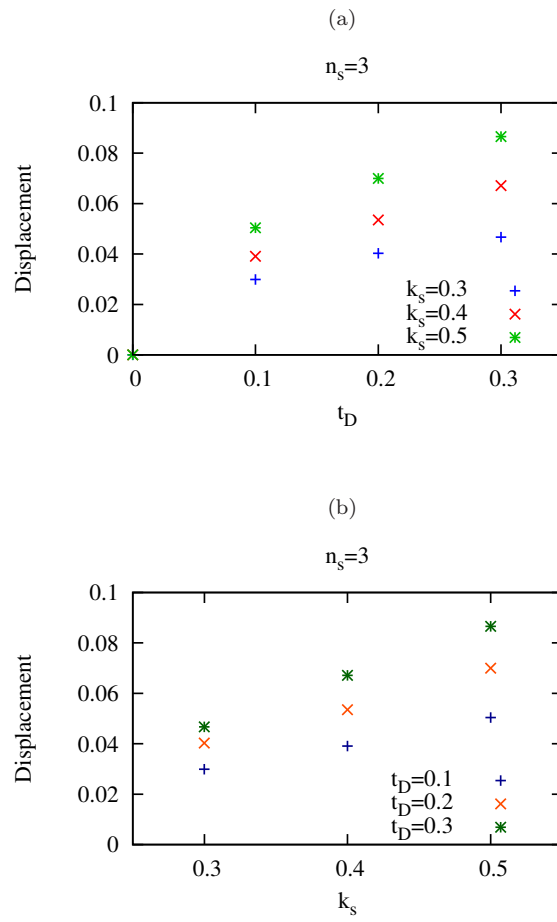 (a)
n_s=3
0.1
0.08
0.06
0.04
0.02
0
Displacement
k_s=0.3
k_s=0.4
k_s=0.5
0 0.1 0.2 0.3
t_D
(b)
n_s=3
0.1
0.08
0.06
0.04
0.02
0
Displacement
t_D=0.1
t_D=0.2
t_D=0.3
0.3 0.4 0.5
k_s